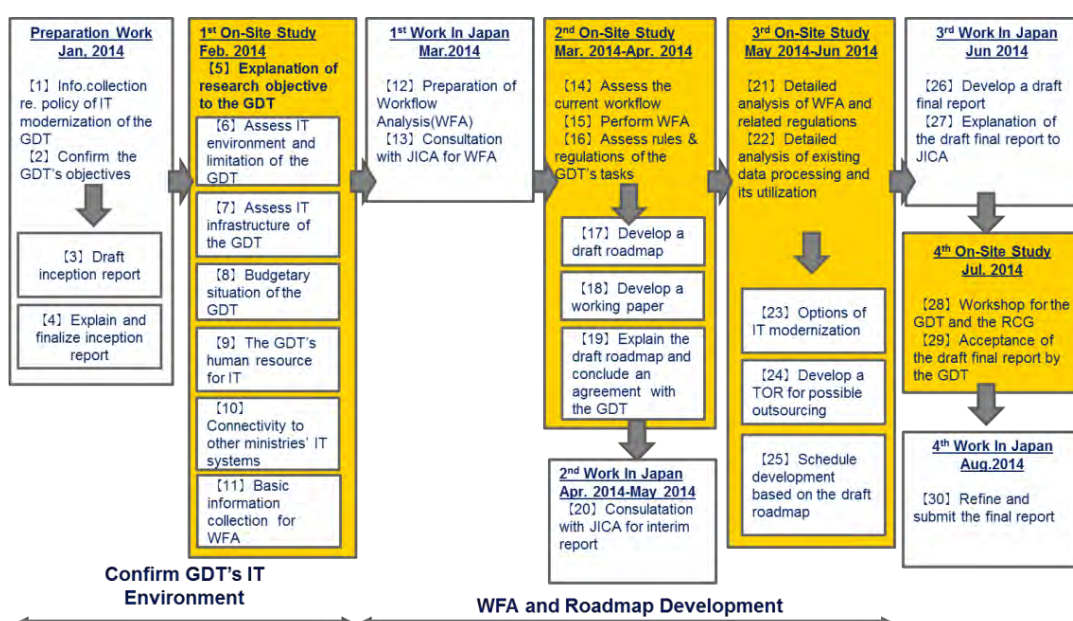 Preparation Work
Jan, 2014
【1】 Info.collection
re. policy of IT
modernization of the
GDT
【2】 Confirm the
GDT's objectives
【3】 Draft
inception report
【4】 Explain and
finalize inception
report
1st On-Site Study
Feb. 2014
【5】 Explanation of
research objective
to the GDT
【6】 Assess IT
environment and
limitation of the
GDT
【7】 Assess IT
infrastructure of
the GDT
【8】 Budgetary
situation of the
GDT
【9】 The GDT's
human resource
for IT
【10】
Connectivity to
other ministries' IT
systems
【11】 Basic
information
collection for
WFA
1st Work In Japan
Mar.2014
【12】 Preparation of
Workflow
Analysis(WFA)
【13】 Consultation
with JICA for WFA
2nd On-Site Study
Mar. 2014-Apr. 2014
【14】 Assess the
current workflow
【15】 Perform WFA
【16】 Assess rules &
regulations of the
GDT's tasks
【17】 Develop a
draft roadmap
【18】 Develop a
working paper
【19】 Explain the
draft roadmap and
conclude an
agreement with
the GDT
2nd Work In Japan
Apr. 2014-May 2014
【20】 Consulatation
with JICA for interim
report
3rd On-Site Study
May 2014-Jun 2014
【21】 Detailed
analysis of WFA and
related regulations
【22】 Detailed
analysis of existing
data processing and
its utilization
【23】 Options of
IT modernization
【24】 Develop a
TOR for possible
outsourcing
【25】 Schedule
development
based on the draft
roadmap
3rd Work In Japan
Jun 2014
【26】 Develop a draft
final report
【27】 Explanation of
the draft final report to
JICA
4th On-Site Study
Jul. 2014
【28】 Workshop for the
GDT and the RCG
【29】 Acceptance of
the draft final report by
the GDT
4th Work In Japan
Aug.2014
【30】 Refine and
submit the final report
Confirm GDT's IT
Environment
WFA and Roadmap Development